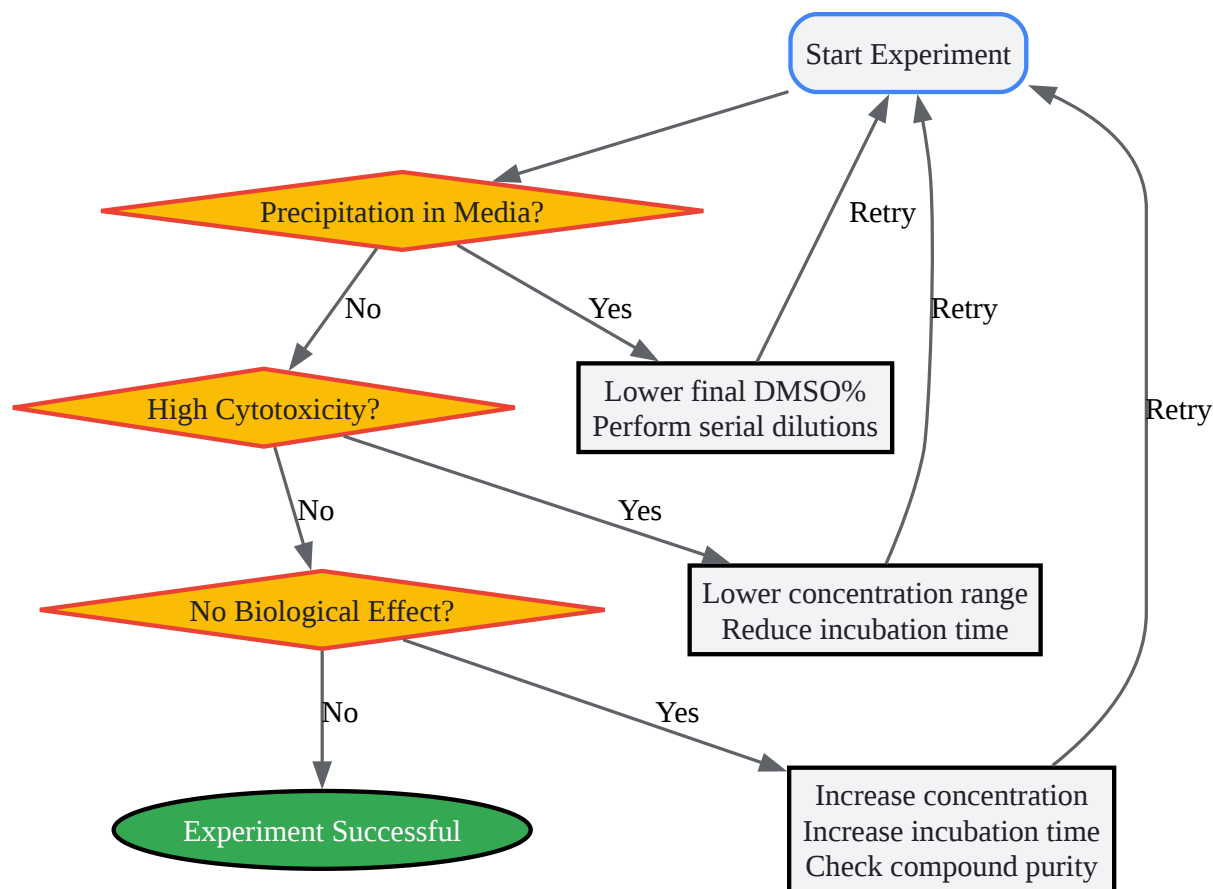 Start Experiment
Precipitation in Media?
Retry
No
Yes
Retry
Lower final DMSO%
Perform serial dilutions
High Cytotoxicity?
Retry
No
Yes
Lower concentration range
Reduce incubation time
No Biological Effect?
No
Yes
Increase concentration
Increase incubation time
Check compound purity
Experiment Successful